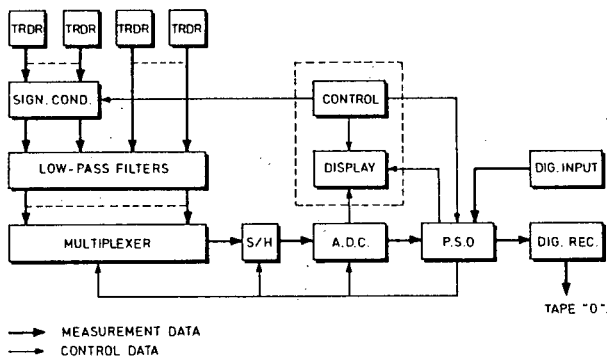 TRDR TRDR TRDR TRDR
SIGN. COND.
CONTROL
LOW-PASS FILTERS
DISPLAY
DIG. INPUT
MULTIPLEXER
S/H
A.D.C.
P.S.O
DIG. REC.
TAPE "0".
MEASUREMENT DATA
CONTROL DATA